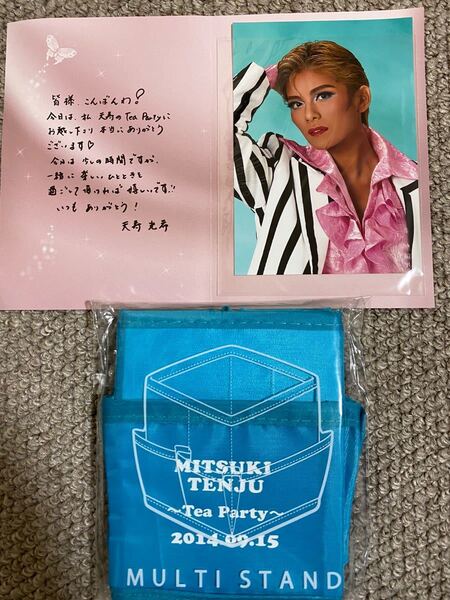 皆様、こんばんわ!
今日は、私 天寿のTea Partyに
お越し下さり 本当にありがとう
ございます♡
今日は 少しの時間ですが、
一緒に楽しいひとときを
過ごして頂ければ 嬉しいです!!
いつも ありがとう!
天寿 光希
MITSUKI
TENJU
~Tea Party~
2014.09.15
MULTI STAND